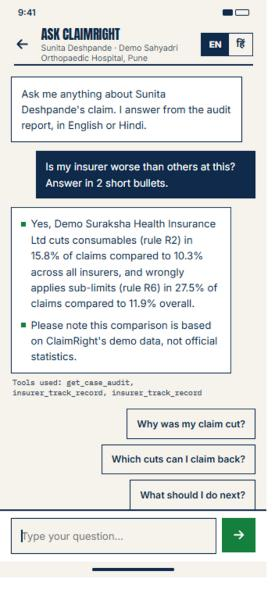 9:41
ASK CLAIMRIGHT
Sunita Deshpande · Demo Sahyadri
Orthopaedic Hospital, Pune
EN
हिं
Ask me anything about Sunita
Deshpande's claim. I answer from the audit
report, in English or Hindi.
Is my insurer worse than others at this?
Answer in 2 short bullets.
Yes, Demo Suraksha Health Insurance
Ltd cuts consumables (rule R2) in
15.8% of claims compared to 10.3%
across all insurers, and wrongly
applies sub-limits (rule R6) in 27.5% of
claims compared to 11.9% overall.
Please note this comparison is based
on ClaimRight's demo data, not official
statistics.
Tools used: get_case_audit,
insurer_track_record, insurer_track_record
Why was my claim cut?
Which cuts can I claim back?
What should I do next?
Type your question...